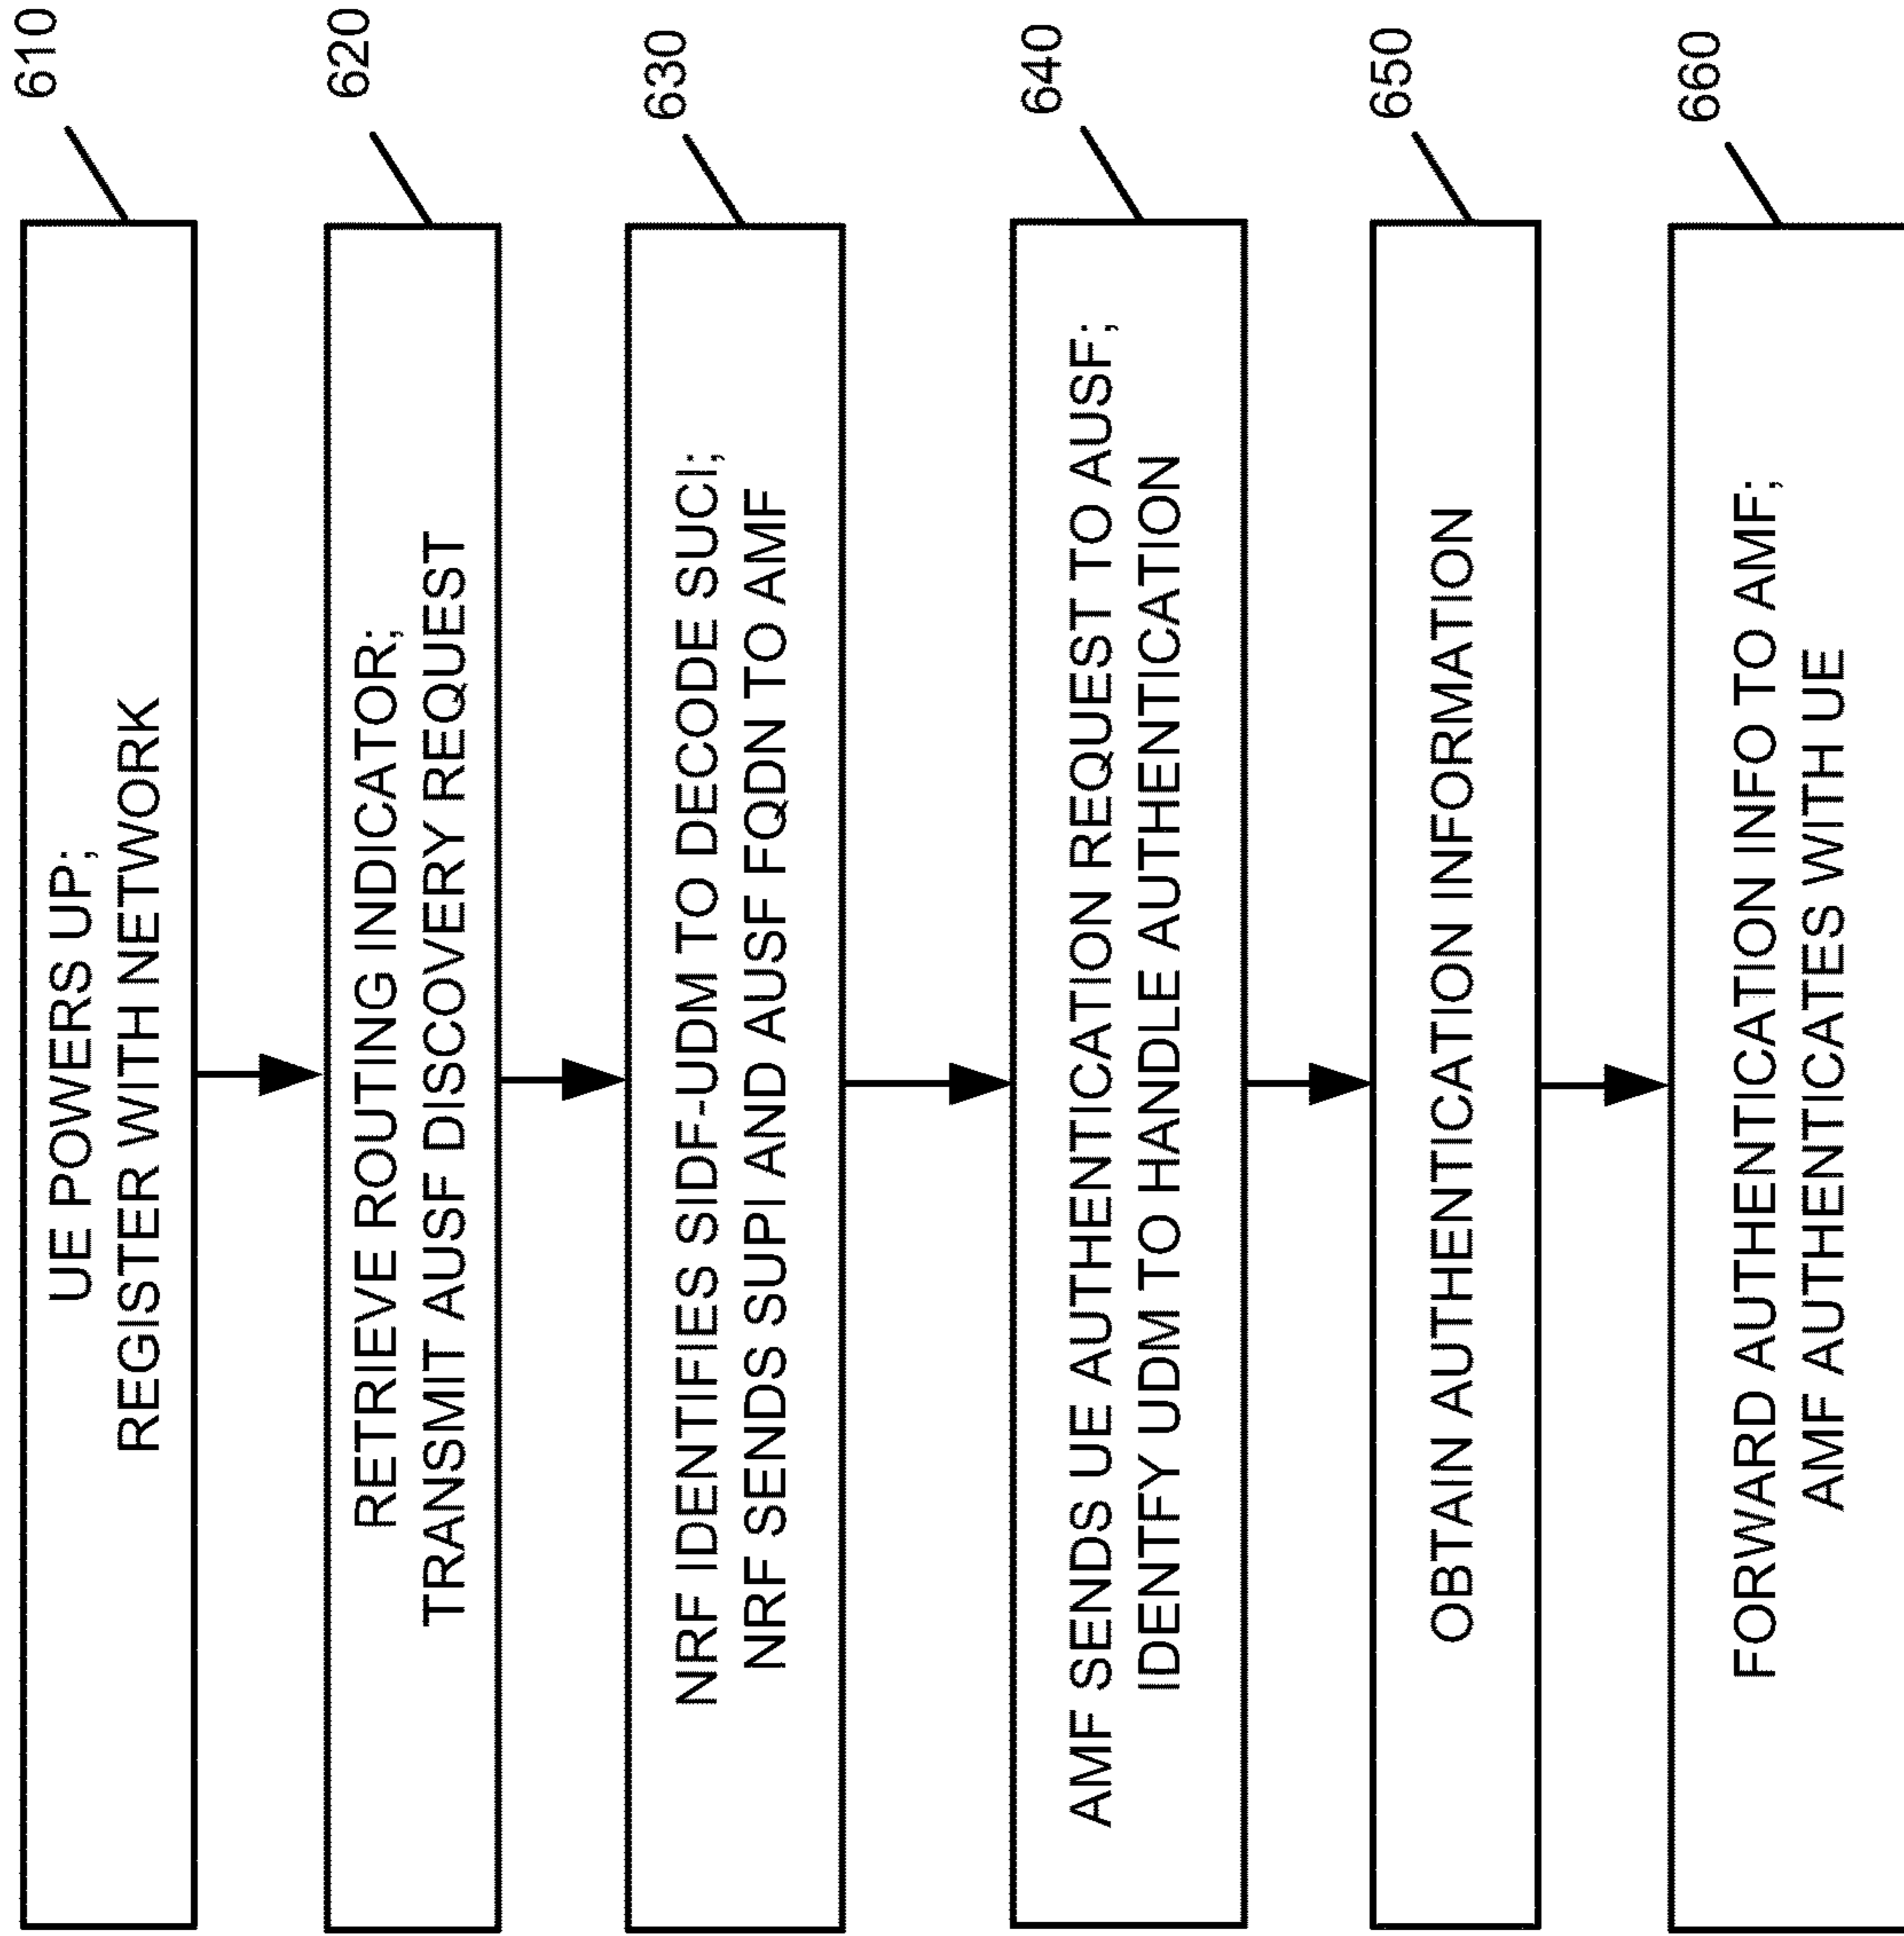 UE POWERS UP;
REGISTER WITH NETWORK
610
RETRIEVE ROUTING INDICATOR;
TRANSMIT AUSF DISCOVERY REQUEST
620
NRF IDENTIFIES SIDF-UDM TO DECODE SUCI;
NRF SENDS SUPI AND AUSF FQDN TO AMF
630
AMF SENDS UE AUTHENTICATION REQUEST TO AUSF;
IDENTIFY UDM TO HANDLE AUTHENTICATION
640
OBTAIN AUTHENTICATION INFORMATION
650
FORWARD AUTHENTICATION INFO TO AMF;
AMF AUTHENTICATES WITH UE
660